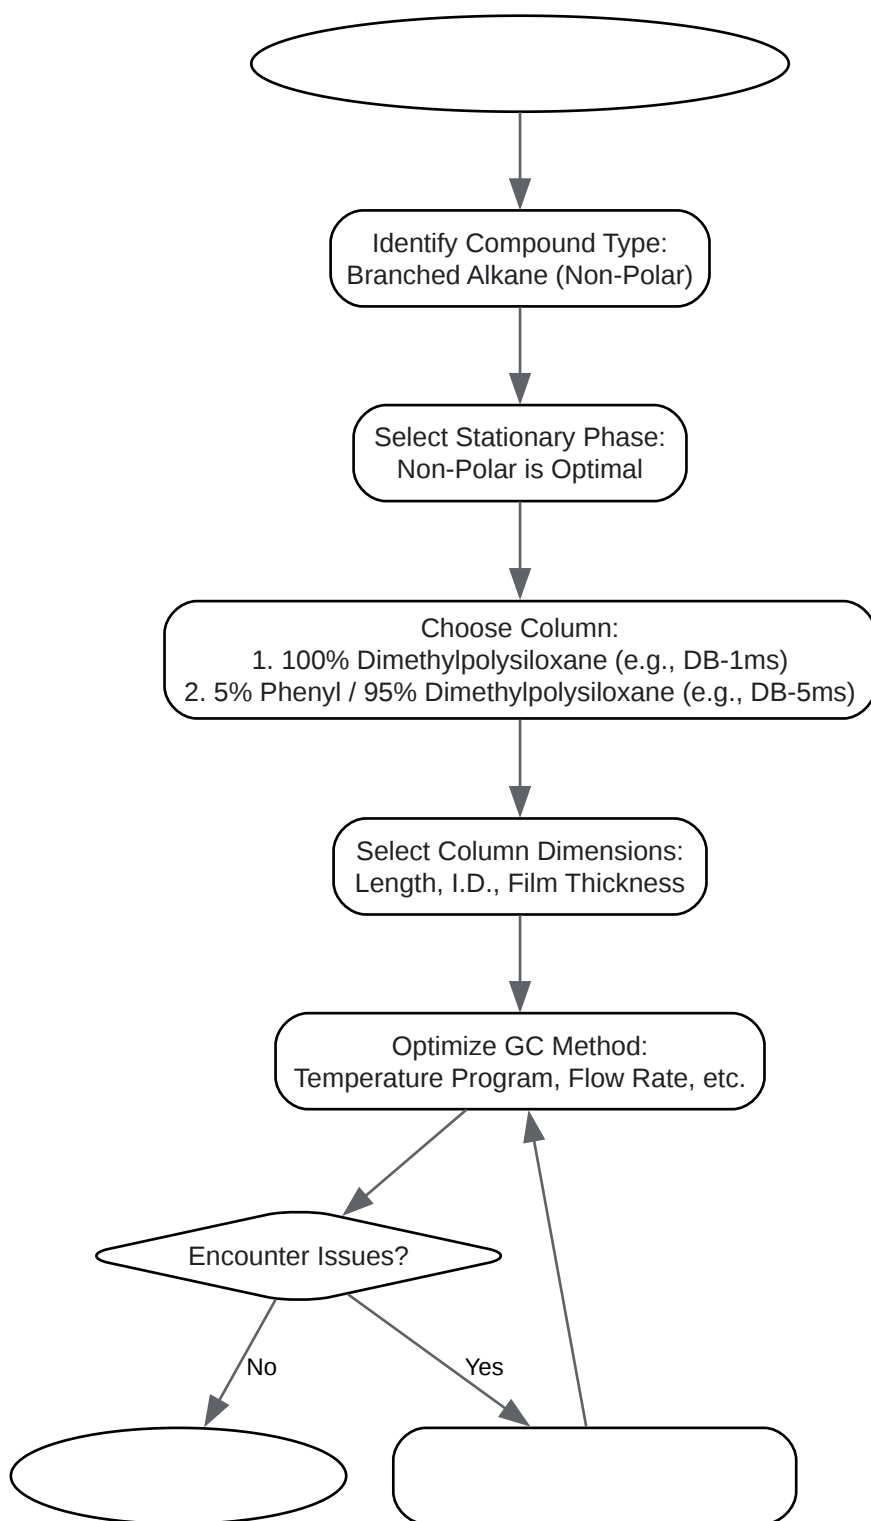 Identify Compound Type:
Branched Alkane (Non-Polar)
Select Stationary Phase:
Non-Polar is Optimal
Choose Column:
1. 100% Dimethylpolysiloxane (e.g., DB-1ms)
2. 5% Phenyl / 95% Dimethylpolysiloxane (e.g., DB-5ms)
Select Column Dimensions:
Length, I.D., Film Thickness
Optimize GC Method:
Temperature Program, Flow Rate, etc.
Encounter Issues?
No
Yes